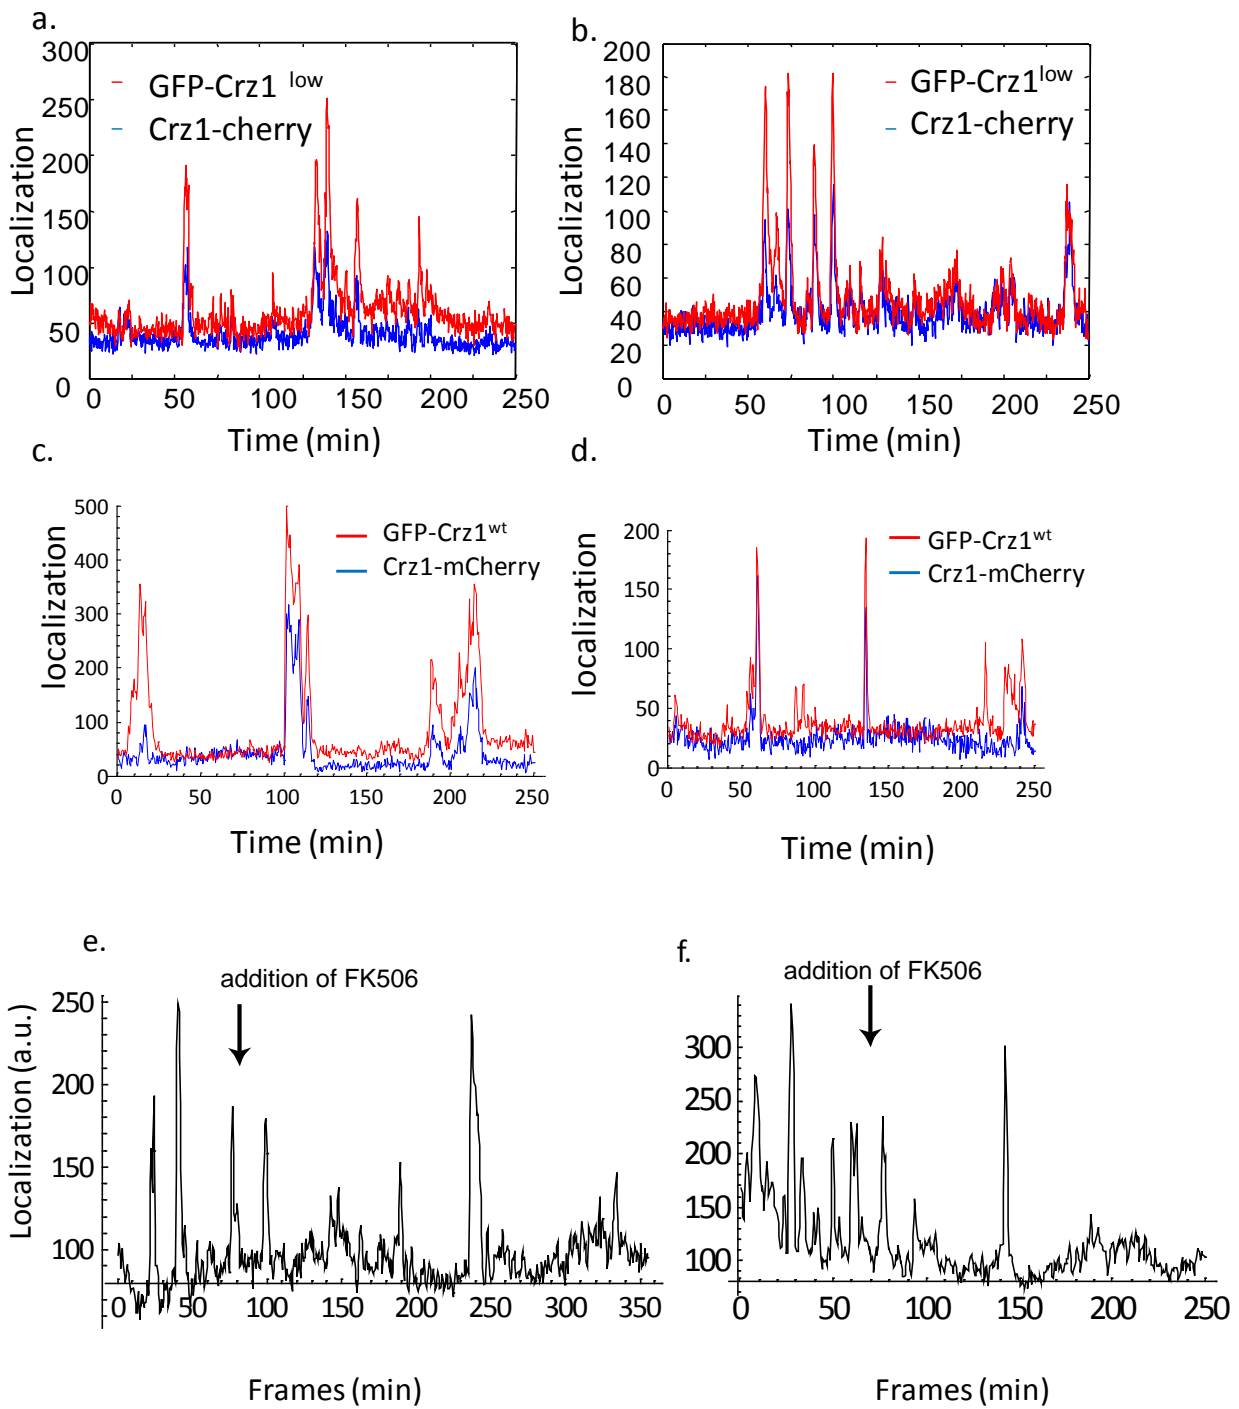 a.
300
250
200
150
100
50
0
Localization
GFP-Crz1 low
Crz1-cherry
0 50 100 150 200 250
Time (min)
b.
200
180
160
140
120
100
80
60
40
20
0
Localization
GFP-Crz1low
Crz1-cherry
0 50 100 150 200 250
Time (min)
c.
500
400
300
200
100
0
localization
GFP-Crz1wt
Crz1-mCherry
0 50 100 150 200 250
Time (min)
d.
200
150
100
50
0
localization
GFP-Crz1wt
Crz1-mCherry
0 50 100 150 200 250
Time (min)
e.
addition of FK506
250
200
150
100
Localization (a.u.)
0 50 100 150 200 250 300 350
Frames (min)
f.
addition of FK506
300
250
200
150
100
0 50 100 150 200 250
Frames (min)